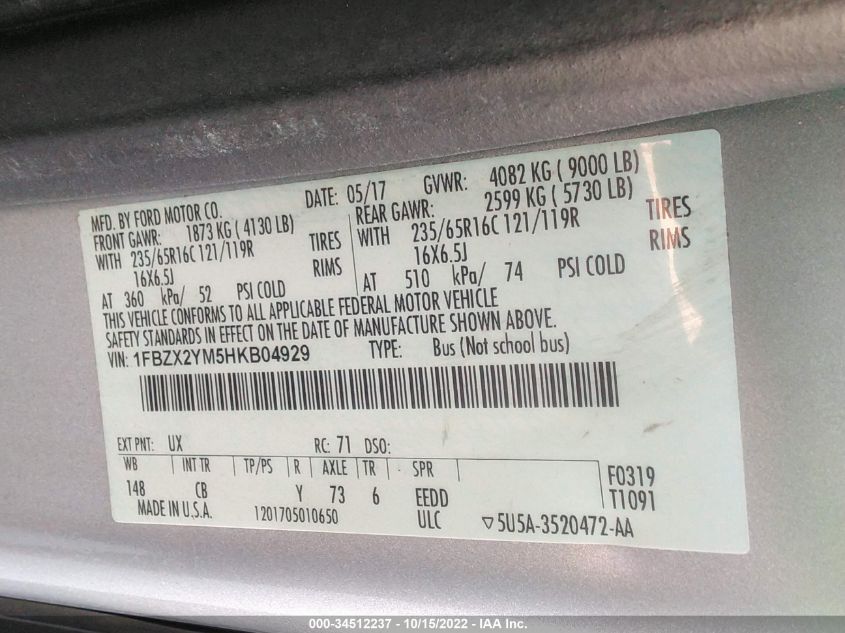 MFD. BY FORD MOTOR CO. DATE: 05/17 GVWR: 4082 KG ( 9000 LB)
FRONT GAWR: 1873 KG ( 4130 LB) REAR GAWR: 2599 KG ( 5730 LB)
WITH 235/65R16C 121/119R TIRES WITH 235/65R16C 121/119R TIRES
16X6.5J RIMS 16X6.5J RIMS
AT 360 kPa/ 52 PSI COLD AT 510 kPa/ 74 PSI COLD
THIS VEHICLE CONFORMS TO ALL APPLICABLE FEDERAL MOTOR VEHICLE
SAFETY STANDARDS IN EFFECT ON THE DATE OF MANUFACTURE SHOWN ABOVE.
VIN: 1FBZX2YM5HKB04929 TYPE: Bus (Not school bus)
EXT PNT: UX RC: 71 DSO:
WB INT TR TP/PS R AXLE TR SPR F0319
148 CB Y 73 6 EEDD T1091
MADE IN U.S.A. 1201705010650 ULC ▽5U5A-3520472-AA
000-34512237 - 10/15/2022 - IAA Inc.